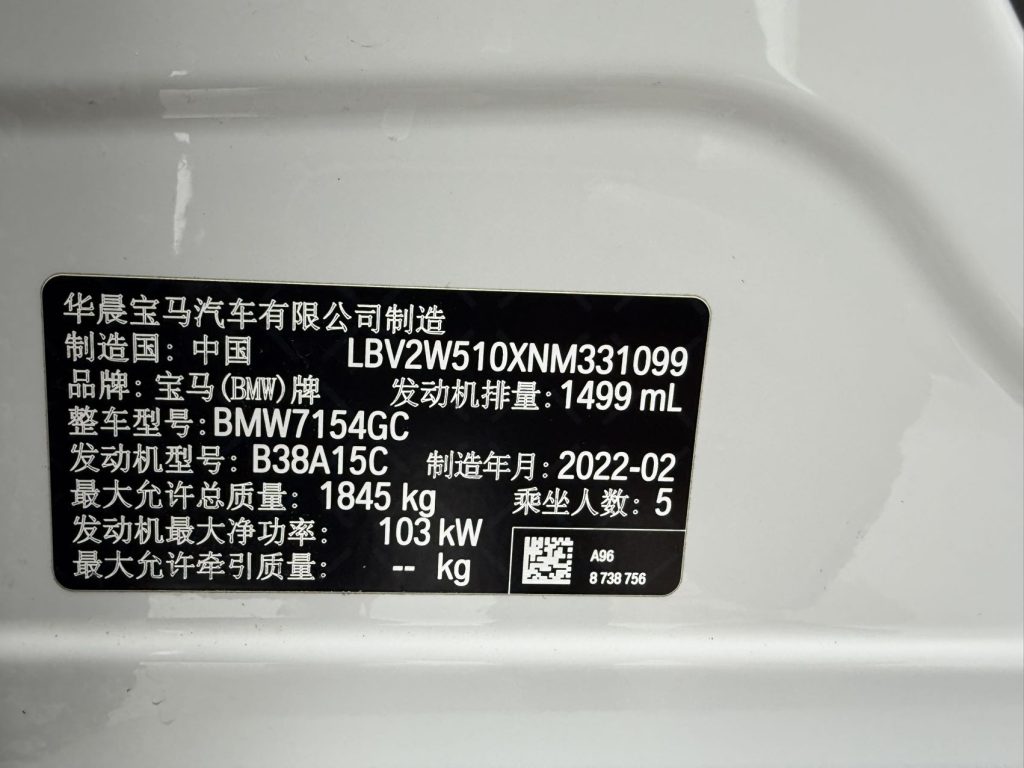 华晨宝马汽车有限公司制造
制造国：中国 LBV2W510XNM331099
品牌：宝马(BMW)牌 发动机排量：1499 mL
整车型号：BMW7154GC
发动机型号：B38A15C 制造年月：2022-02
最大允许总质量：1845 kg 乘坐人数：5
发动机最大净功率：103 kW
最大允许牵引质量：-- kg
A96
8 738 756